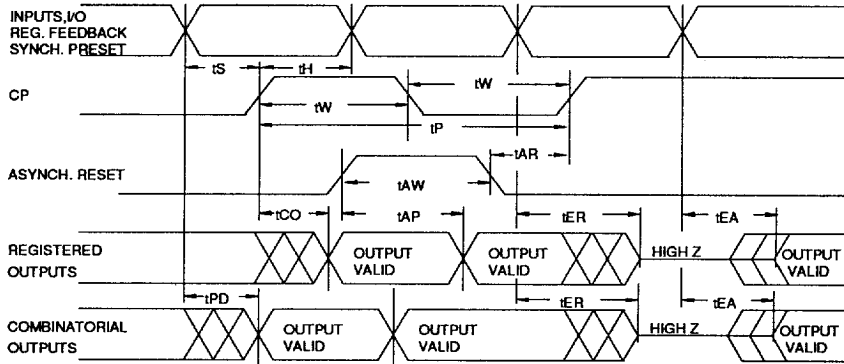 INPUTS,I/O
REG. FEEDBACK
SYNCH. PRESET
tS
tH
CP
tW
tW
tP
tAR
ASYNCH. RESET
tAW
tCO
tAP
tER
tEA
REGISTERED
OUTPUTS
OUTPUT
VALID
OUTPUT
VALID
HIGH Z
OUTPUT
VALID
tPD
tER
tEA
COMBINATORIAL
OUTPUTS
OUTPUT
VALID
OUTPUT
VALID
HIGH Z
OUTPUT
VALID